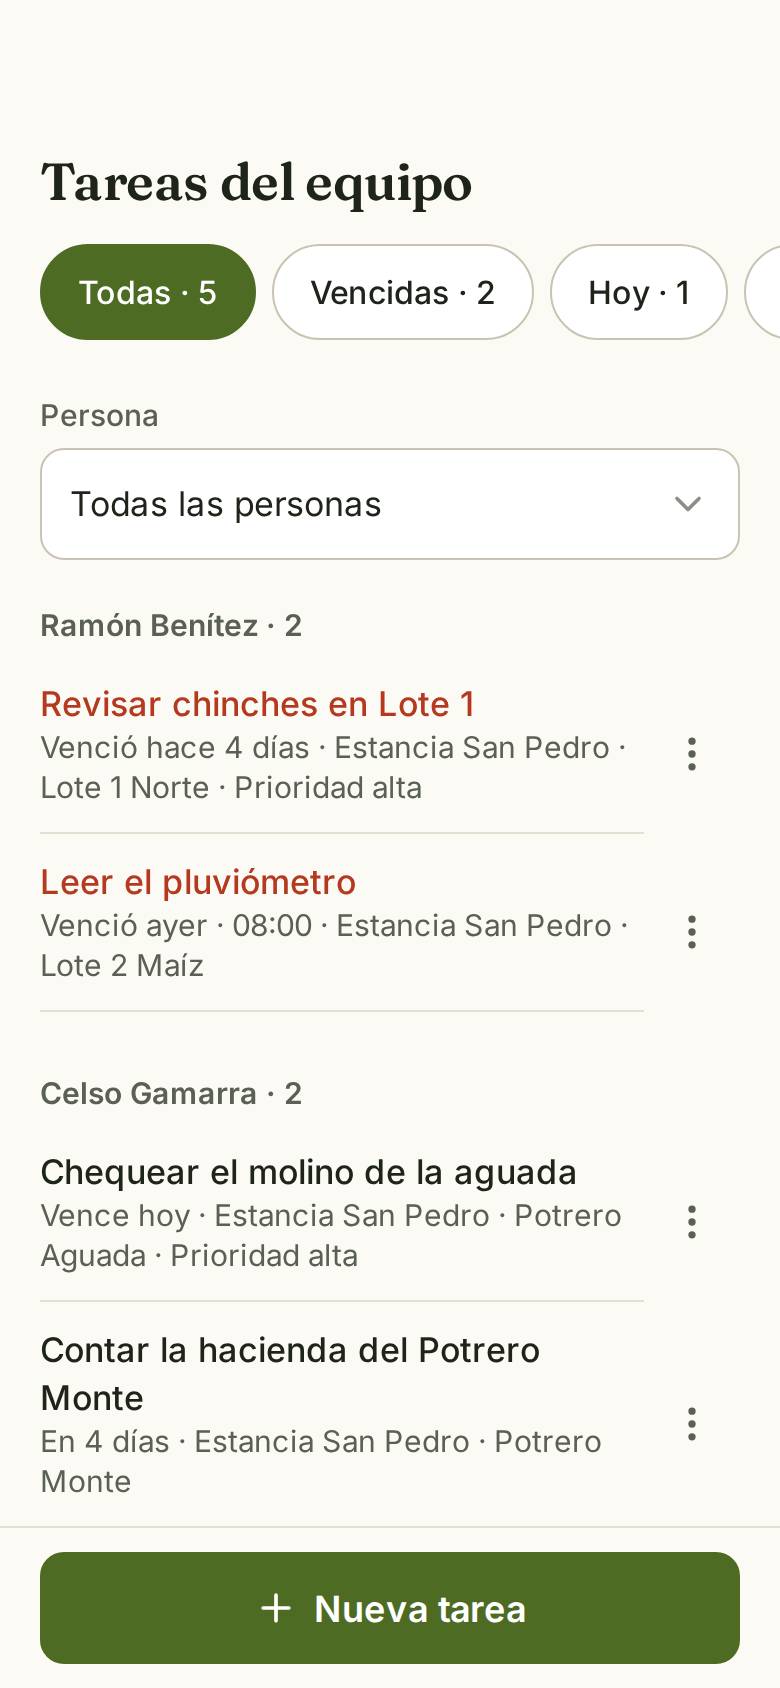 Tareas del equipo
Todas · 5
Vencidas · 2
Hoy · 1
Persona
Todas las personas
Ramón Benítez · 2
Revisar chinches en Lote 1
Venció hace 4 días · Estancia San Pedro ·
Lote 1 Norte · Prioridad alta
Leer el pluviómetro
Venció ayer · 08:00 · Estancia San Pedro ·
Lote 2 Maíz
Celso Gamarra · 2
Chequear el molino de la aguada
Vence hoy · Estancia San Pedro · Potrero
Aguada · Prioridad alta
Contar la hacienda del Potrero
Monte
En 4 días · Estancia San Pedro · Potrero
Monte
Nueva tarea